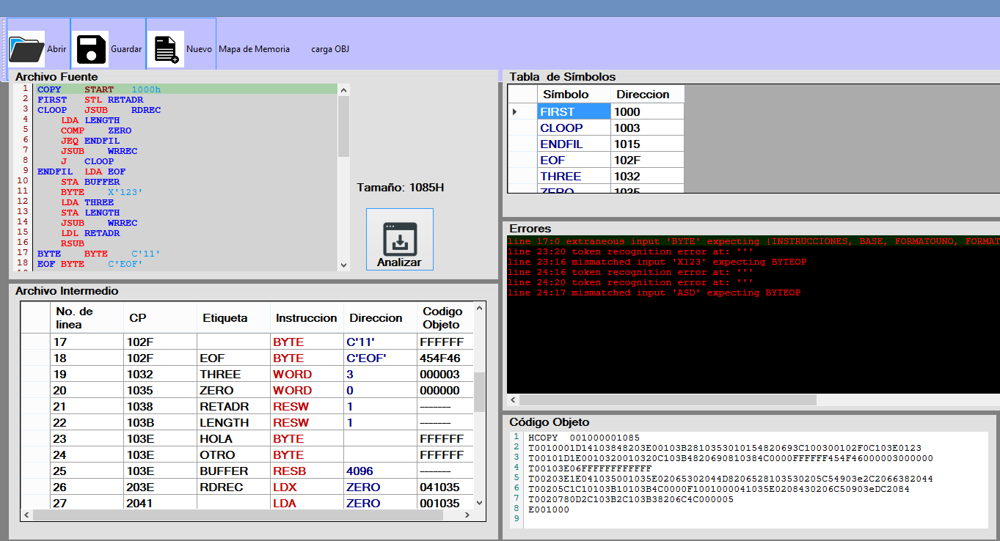 Abrir Guardar Nuevo Mapa de Memoria carga OBJ
Archivo Fuente
1 COPY START 1000h
2 FIRST STL RETADR
3 CLOOP JSUB RDREC
4 LDA LENGTH
5 COMP ZERO
6 JEQ ENDFIL
7 JSUB WRREC
8 J CLOOP
9 ENDFIL LDA EOF
10 STA BUFFER
11 BYTE X'123'
12 LDA THREE
13 STA LENGTH
14 JSUB WRREC
15 LDL RETADR
16 RSUB
17 BYTE BYTE C'11'
18 EOF BYTE C'EOF'
Tamaño: 1085H
Analizar
Archivo Intermedio
No. de linea CP Etiqueta Instruccion Direccion Codigo Objeto
17 102F BYTE C'11' FFFFFF
18 102F EOF BYTE C'EOF' 454F46
19 1032 THREE WORD 3 000003
20 1035 ZERO WORD 0 000000
21 1038 RETADR RESW 1 -------
22 103B LENGTH RESW 1 -------
23 103E HOLA BYTE FFFFFF
24 103E OTRO BYTE FFFFFF
25 103E BUFFER RESB 4096 -------
26 203E RDREC LDX ZERO 041035
27 2041 LDA ZERO 001035
Tabla de Símbolos
Símbolo Direccion
FIRST 1000
CLOOP 1003
ENDFIL 1015
EOF 102F
THREE 1032
ZERO 1035
Errores
line 17:0 extraneous input 'BYTE' expecting {INSTRUCCIONES, BASE, FORMATOUNO, FORMAT
line 23:20 token recognition error at: '''
line 23:16 mismatched input 'X123' expecting BYTEOP
line 24:16 token recognition error at: '''
line 24:20 token recognition error at: '''
line 24:17 mismatched input 'ASD' expecting BYTEOP
Código Objeto
1 HCOPY 001000001085
2 T0010001D14103848203E00103B2810353010154820693C100300102F0C103E0123
3 T00101D1E0010320010320C103B4820690810384C0000FFFFFF454F46000003000000
4 T00103E06FFFFFFFFFFFF
5 T00203E1E041035001035E02065302044D8206528103530205C54903e2C2066382044
6 T00205C1C10103B10103B4C0000F1001000041035E0208430206C50903eDC2084
7 T0020780D2C103B2C103B38206C4C000005
8 E001000
9